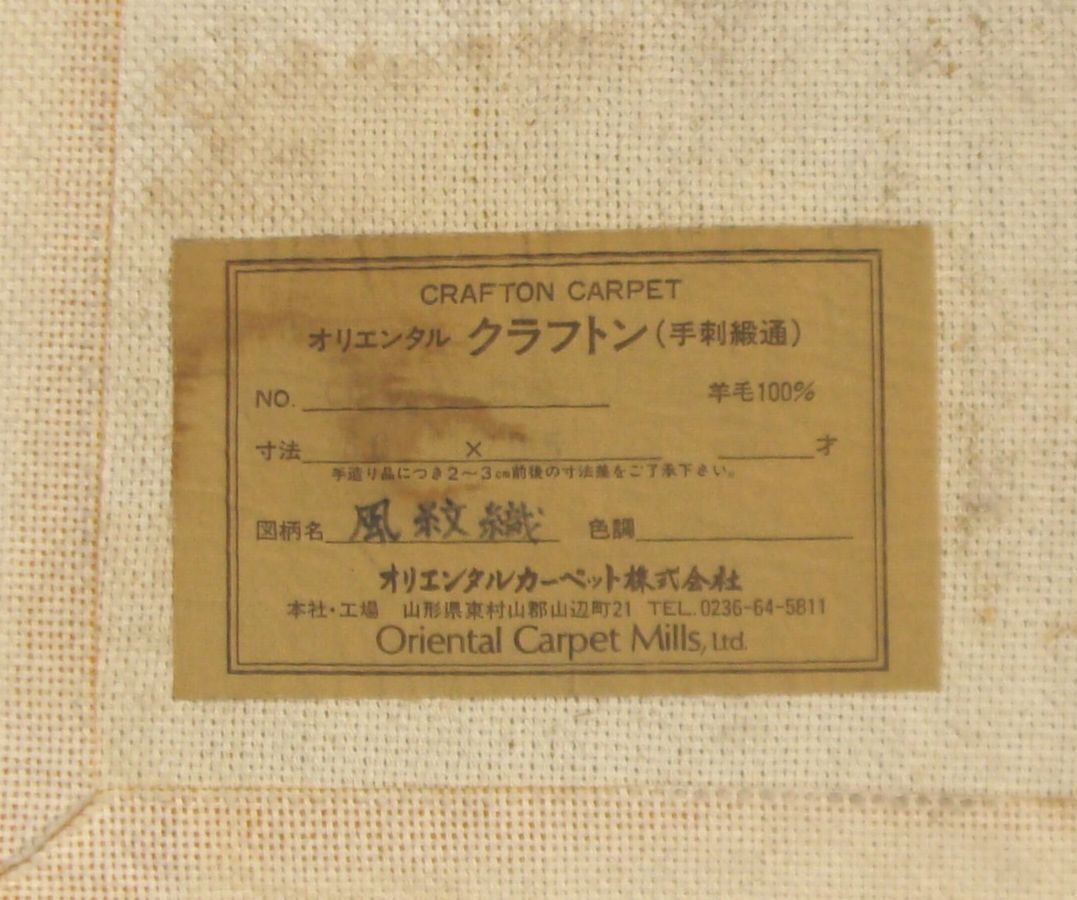 CRAFTON CARPET
オリエンタル クラフトン(手刺緞通)
NO. 羊毛100%
寸法 × 才
手造り品につき2〜3cm前後の寸法差をご了承下さい。
図柄名 風紋織 色調
オリエンタルカーペット株式会社
本社・工場 山形県東村山郡山辺町21 TEL.0236-64-5811
Oriental Carpet Mills, Ltd.